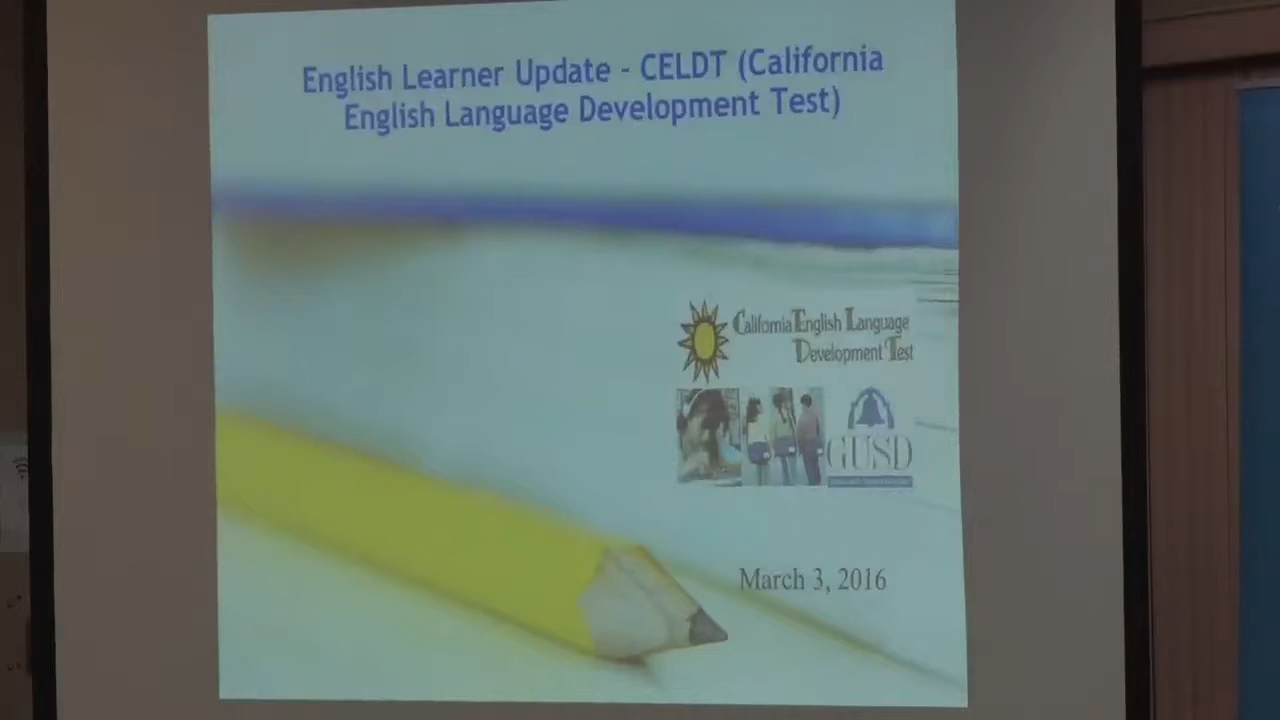 English Learner Update - CELDT (California
English Language Development Test)
California English Language
Development Test
GUSD
March 3, 2016